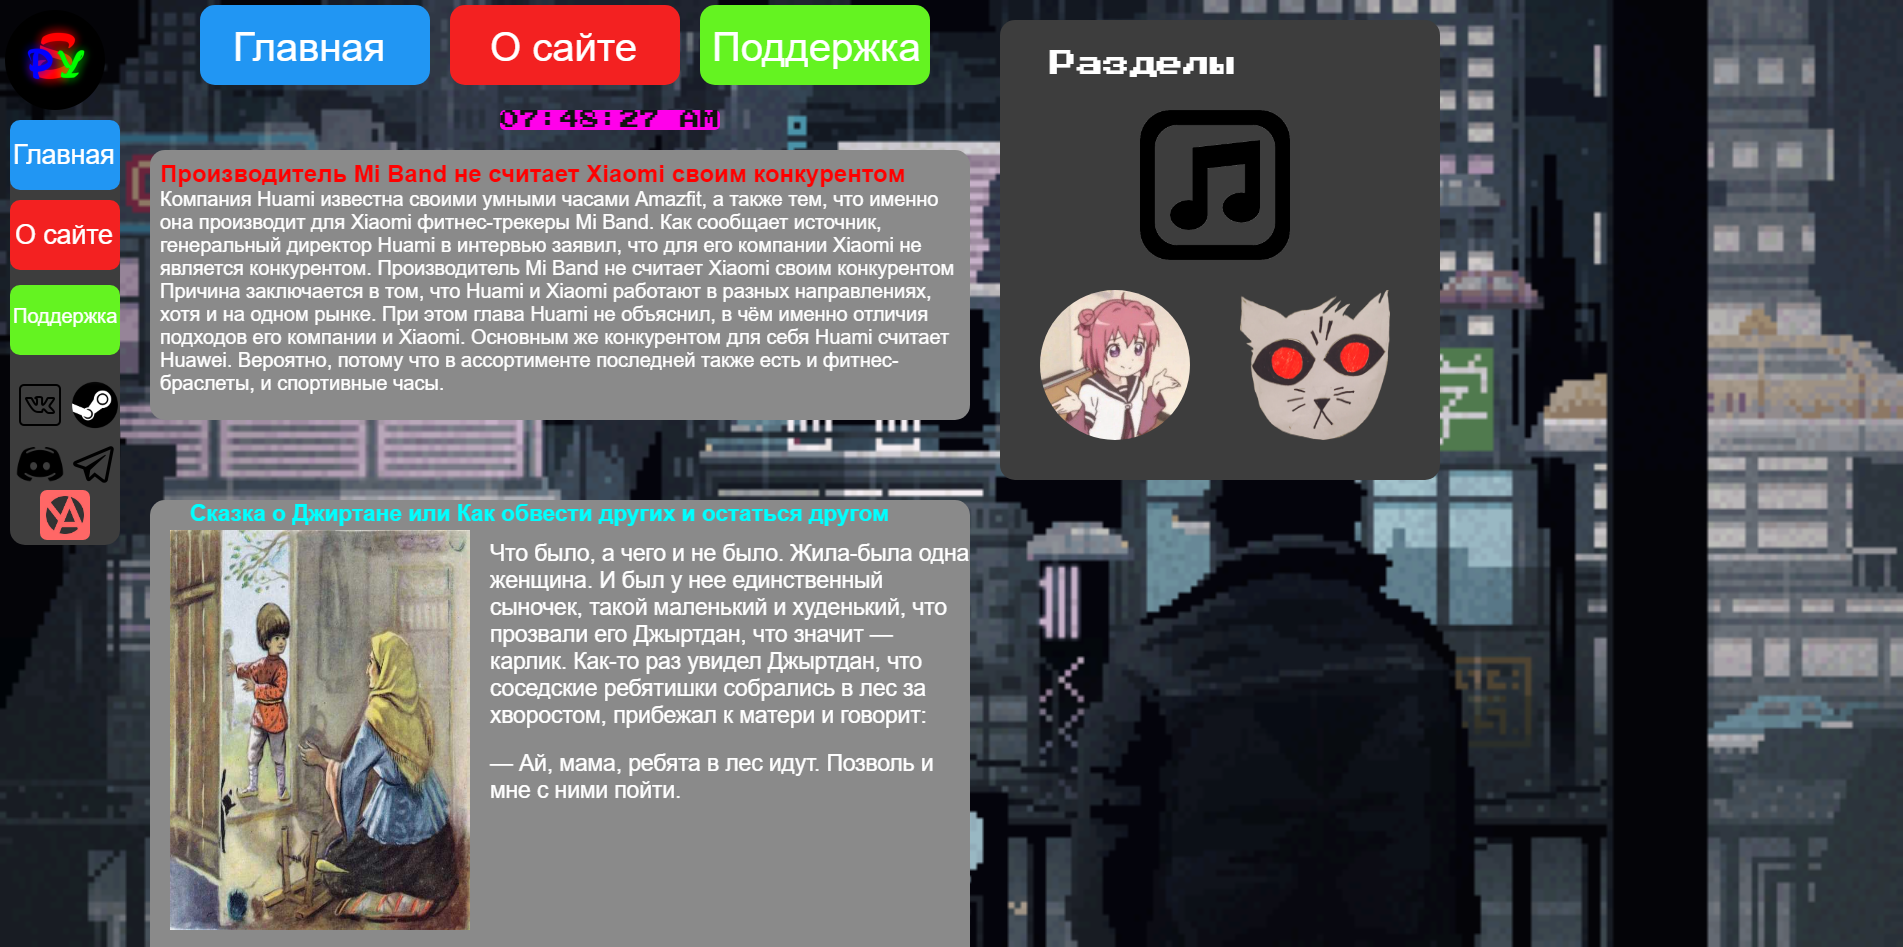 РЗУ
Главная
О сайте
Поддержка
07:48:27 AM
Главная
О сайте
Поддержка
Производитель Mi Band не считает Xiaomi своим конкурентом
Компания Huami известна своими умными часами Amazfit, а также тем, что именно
она производит для Xiaomi фитнес-трекеры Mi Band. Как сообщает источник,
генеральный директор Huami в интервью заявил, что для его компании Xiaomi не
является конкурентом. Производитель Mi Band не считает Xiaomi своим конкурентом
Причина заключается в том, что Huami и Xiaomi работают в разных направлениях,
хотя и на одном рынке. При этом глава Huami не объяснил, в чём именно отличия
подходов его компании и Xiaomi. Основным же конкурентом для себя Huami считает
Huawei. Вероятно, потому что в ассортименте последней также есть и фитнес-
браслеты, и спортивные часы.
Разделы
Сказка о Джиртане или Как обвести других и остаться другом
Что было, а чего и не было. Жила-была одна
женщина. И был у нее единственный
сыночек, такой маленький и худенький, что
прозвали его Джыртдан, что значит —
карлик. Как-то раз увидел Джыртдан, что
соседские ребятишки собрались в лес за
хворостом, прибежал к матери и говорит:
— Ай, мама, ребята в лес идут. Позволь и
мне с ними пойти.